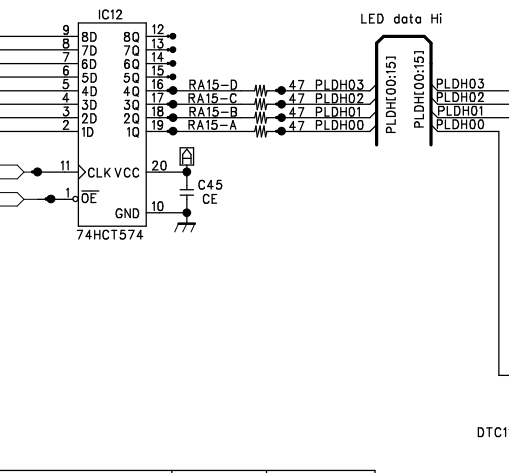 IC12
LED data Hi
9 8D 8Q 12
8 7D 7Q 13
7 6D 6Q 14
6 5D 5Q 15
5 4D 4Q 16 RA15-D 47 PLDH03 PLDH03
4 3D 3Q 17 RA15-C 47 PLDH02 PLDH02
3 2D 2Q 18 RA15-B 47 PLDH01 PLDH01
2 1D 1Q 19 RA15-A 47 PLDH00 PLDH00
PLDH[00:15]
PLDH[00:15]
A
11 CLK VCC 20
1 OE
C45
CE
GND 10
74HCT574